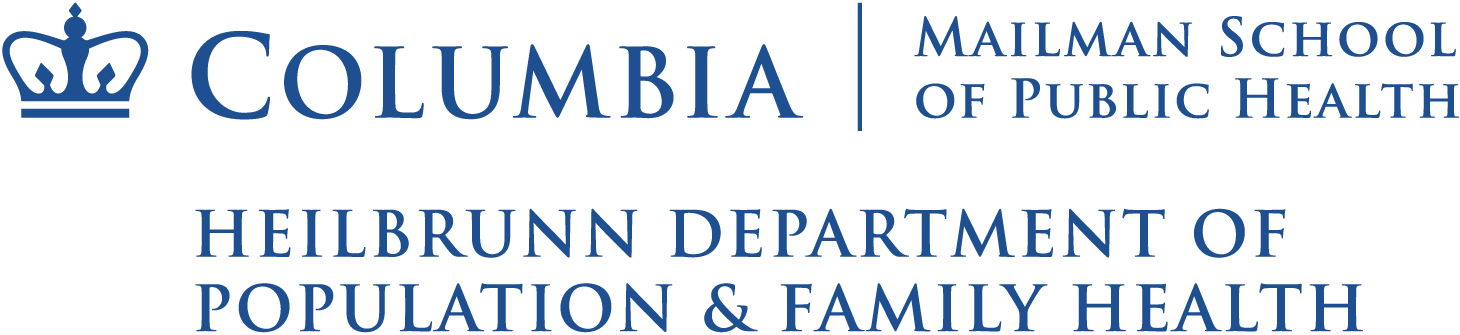 COLUMBIA
MAILMAN SCHOOL
OF PUBLIC HEALTH
HEILBRUNN DEPARTMENT OF
POPULATION & FAMILY HEALTH